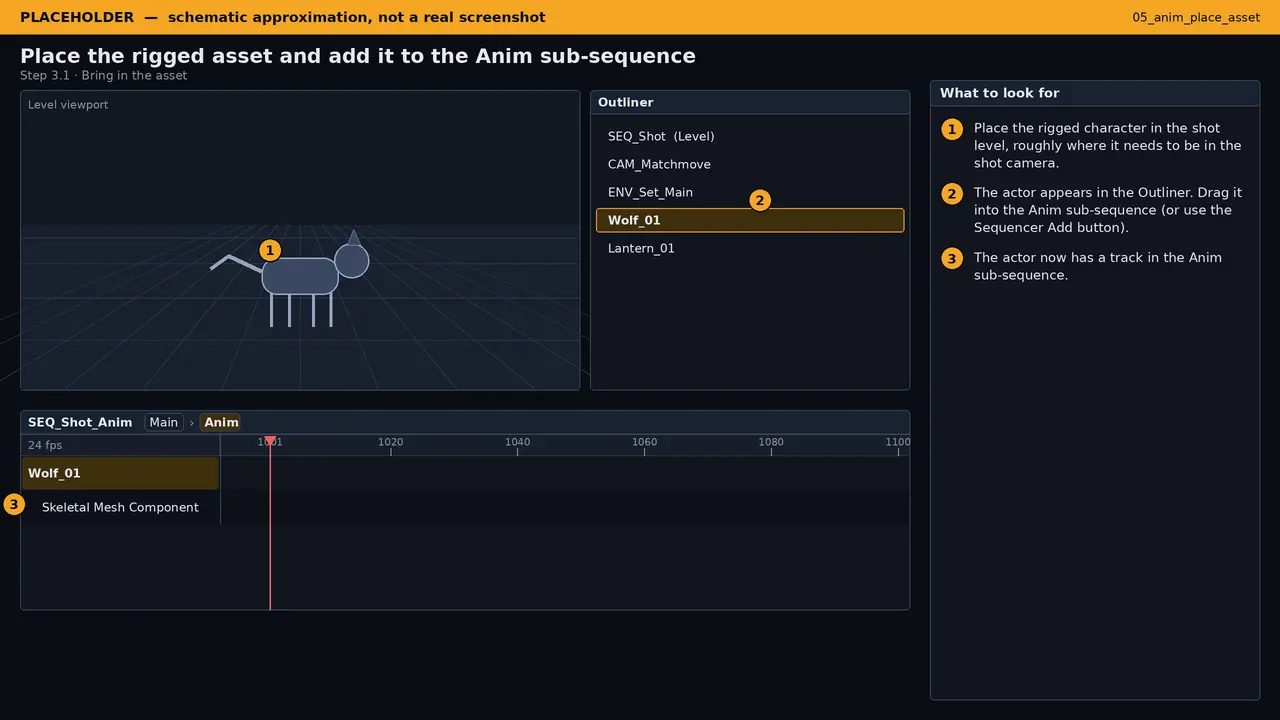 PLACEHOLDER — schematic approximation, not a real screenshot
05_anim_place_asset
Place the rigged asset and add it to the Anim sub-sequence
Step 3.1 · Bring in the asset
Level viewport
1
Outliner
SEQ_Shot (Level)
CAM_Matchmove
ENV_Set_Main
2
Wolf_01
Lantern_01
SEQ_Shot_Anim Main › Anim
24 fps
1001 1020 1040 1060 1080 1100
Wolf_01
3 Skeletal Mesh Component
What to look for
1 Place the rigged character in the shot
level, roughly where it needs to be in the
shot camera.
2 The actor appears in the Outliner. Drag it
into the Anim sub-sequence (or use the
Sequencer Add button).
3 The actor now has a track in the Anim
sub-sequence.